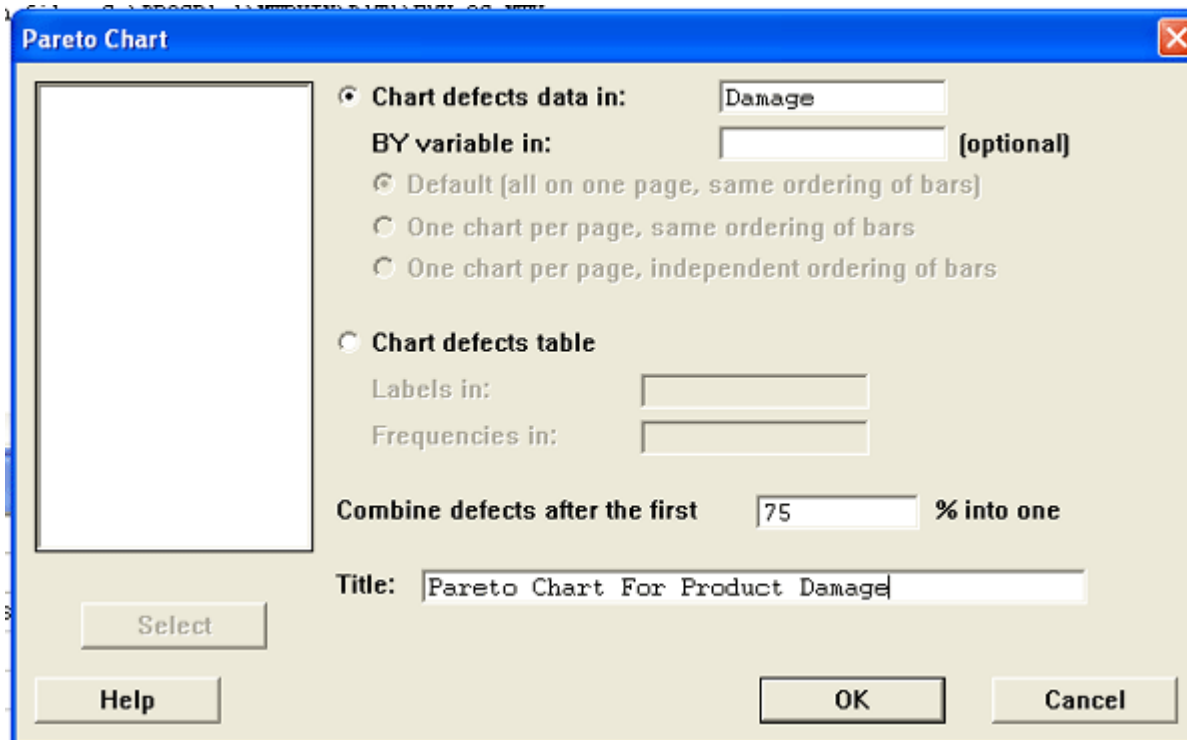 Pareto Chart
Chart defects data in: Damage
BY variable in: (optional)
Default (all on one page, same ordering of bars)
One chart per page, same ordering of bars
One chart per page, independent ordering of bars
Chart defects table
Labels in:
Frequencies in:
Combine defects after the first 75 % into one
Title: Pareto Chart For Product Damage
Select
Help OK Cancel